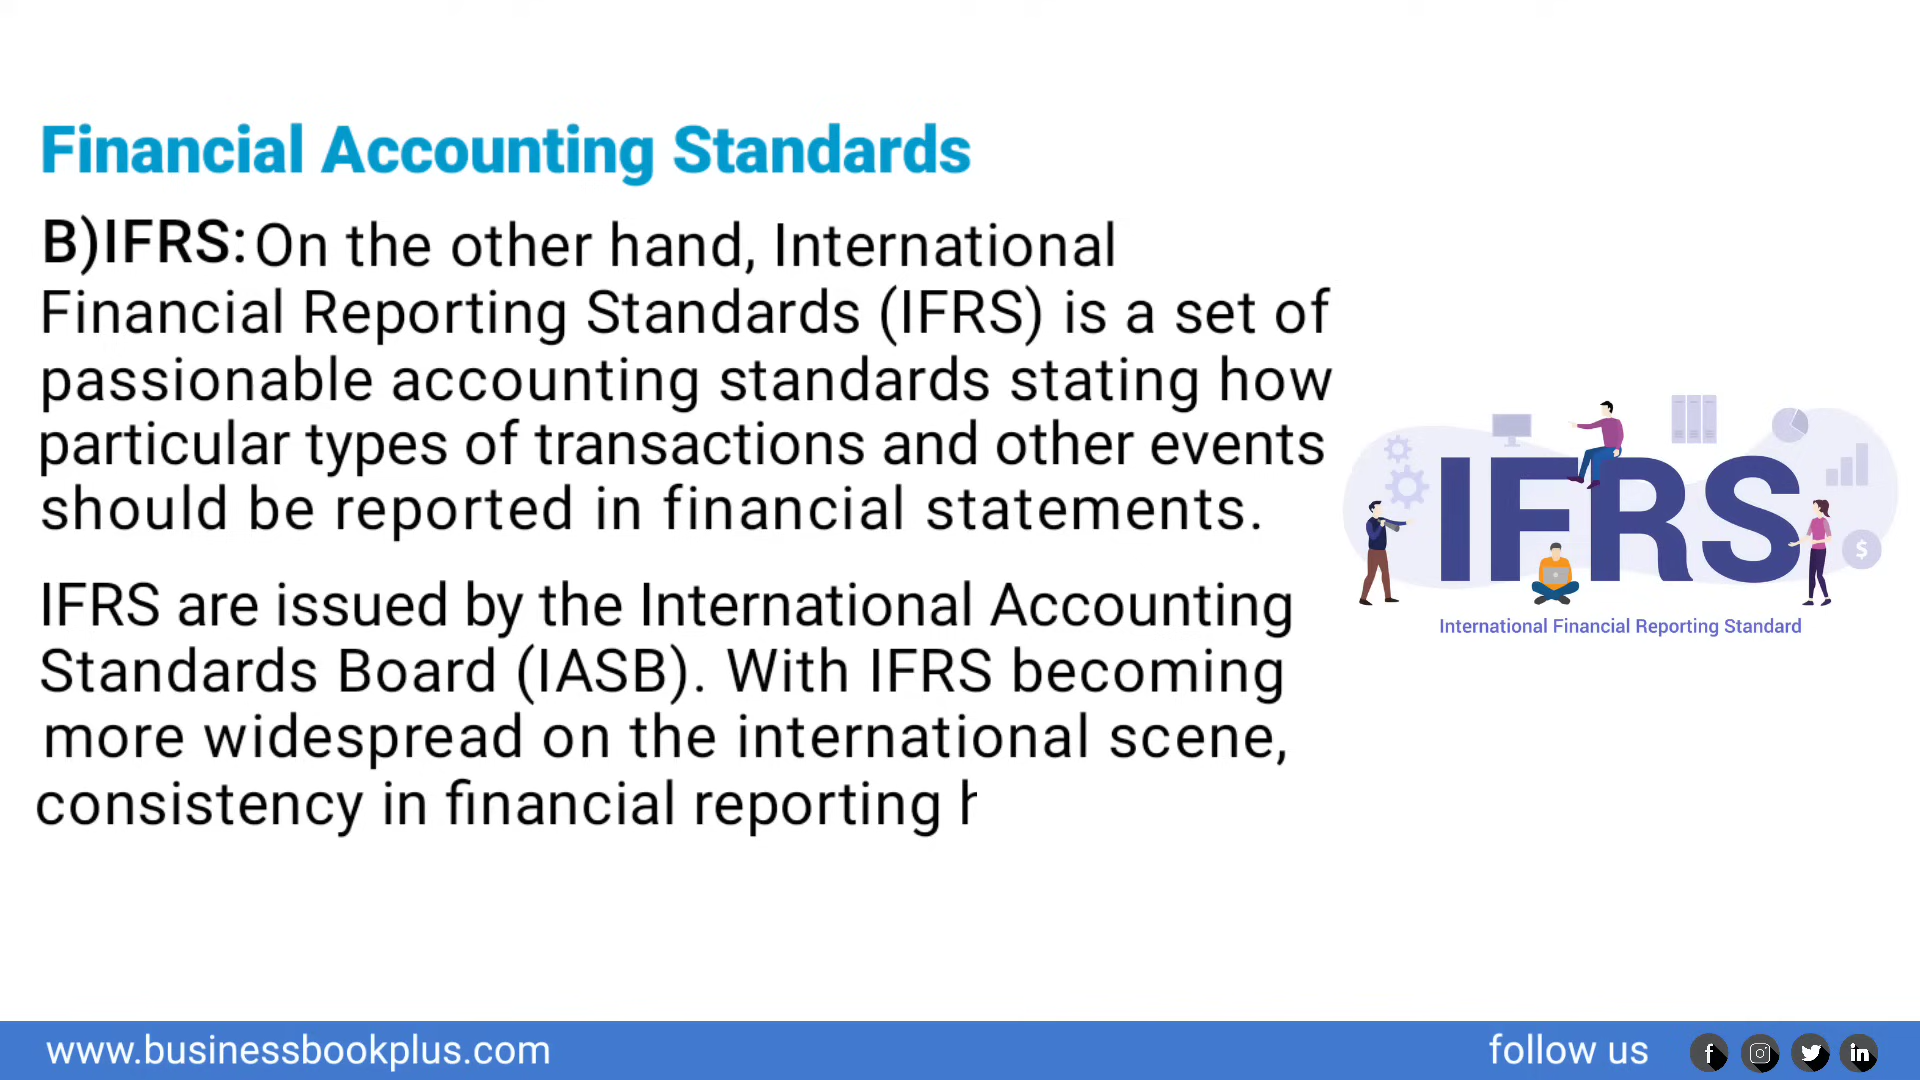 Financial Accounting Standards
B)IFRS: On the other hand, International
Financial Reporting Standards (IFRS) is a set of
passionable accounting standards stating how
particular types of transactions and other events
should be reported in financial statements.
IFRS are issued by the International Accounting
Standards Board (IASB). With IFRS becoming
more widespread on the international scene,
consistency in financial reporting
IFRS
$
International Financial Reporting Standard
www.businessbookplus.com
follow us